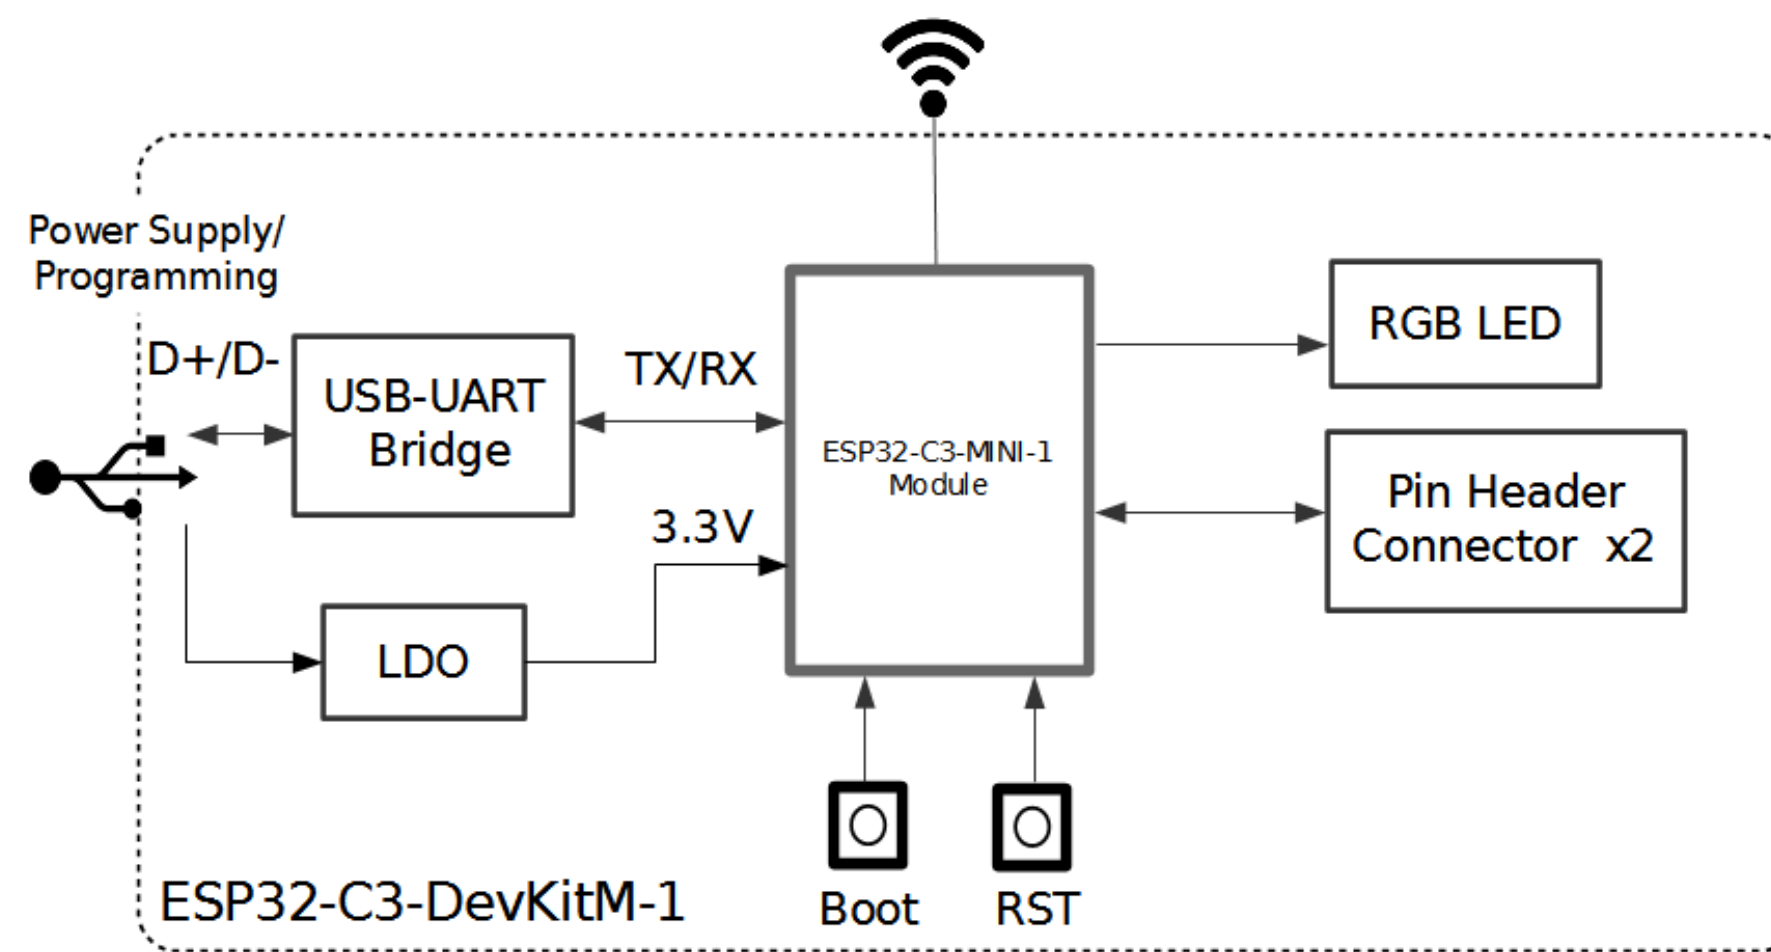 Power Supply/
Programming
D+/D-
USB-UART
Bridge
TX/RX
3.3V
LDO
ESP32-C3-MINI-1
Module
RGB LED
Pin Header
Connector x2
Boot
RST
ESP32-C3-DevKitM-1